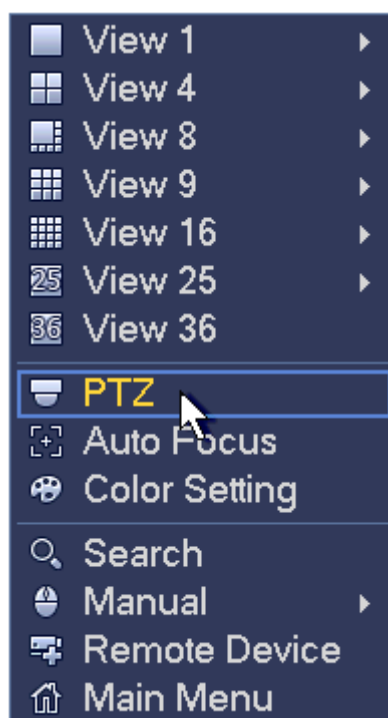 View 1
View 4
View 8
View 9
View 16
25 View 25
36 View 36
PTZ
Auto Focus
Color Setting
Search
Manual
Remote Device
Main Menu